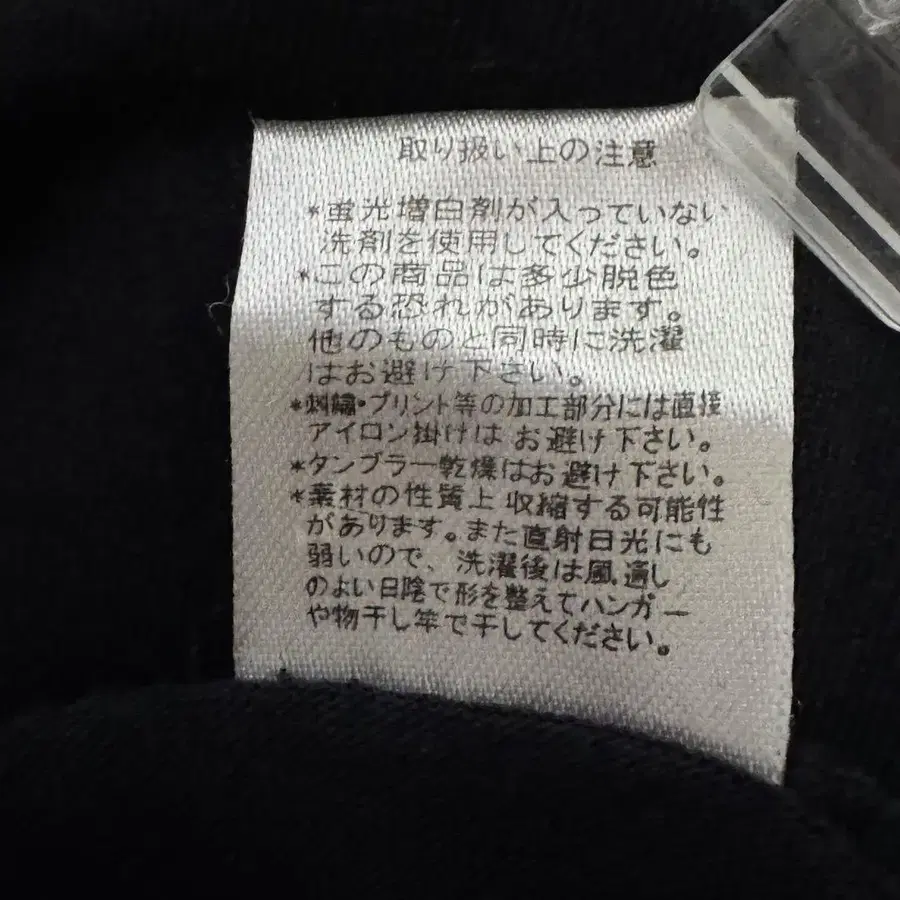 取り扱い上の注意
*蛍光増白剤が入っていない
洗剤を使用してください。
*この商品は多少脱色
する恐れがあります。
他のものと同時に洗濯
はお避け下さい。
*刺繍・プリント等の加工部分には直接
アイロン掛けは お避け下さい。
*タンブラー乾燥はお避け下さい。
*素材の性質上 収縮する可能性
があります。また直射日光にも
弱いので、洗濯後は風通し
のよい日陰で形を整えてハンガー
や物干し竿で干してください。